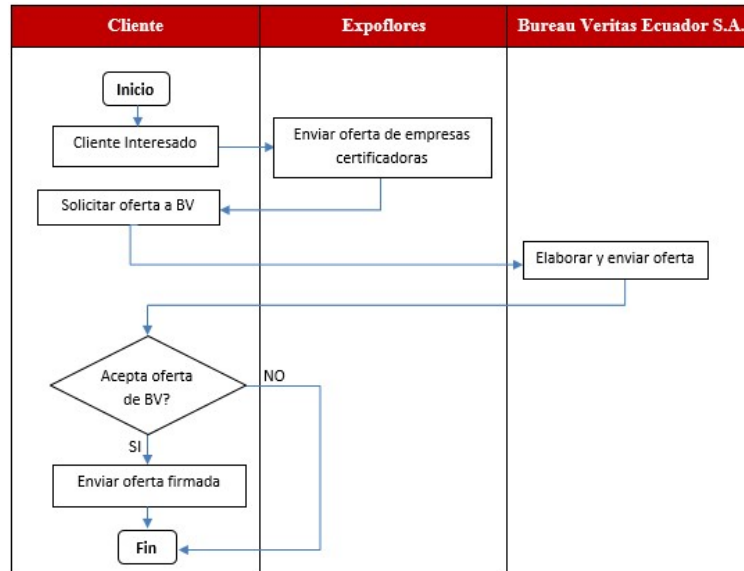 Cliente
Expoflores
Bureau Veritas Ecuador S.A.
Inicio
Cliente Interesado
Enviar oferta de empresas
certificadoras
Solicitar oferta a BV
Elaborar y enviar oferta
Acepta oferta
de BV?
NO
SI
Enviar oferta firmada
Fin